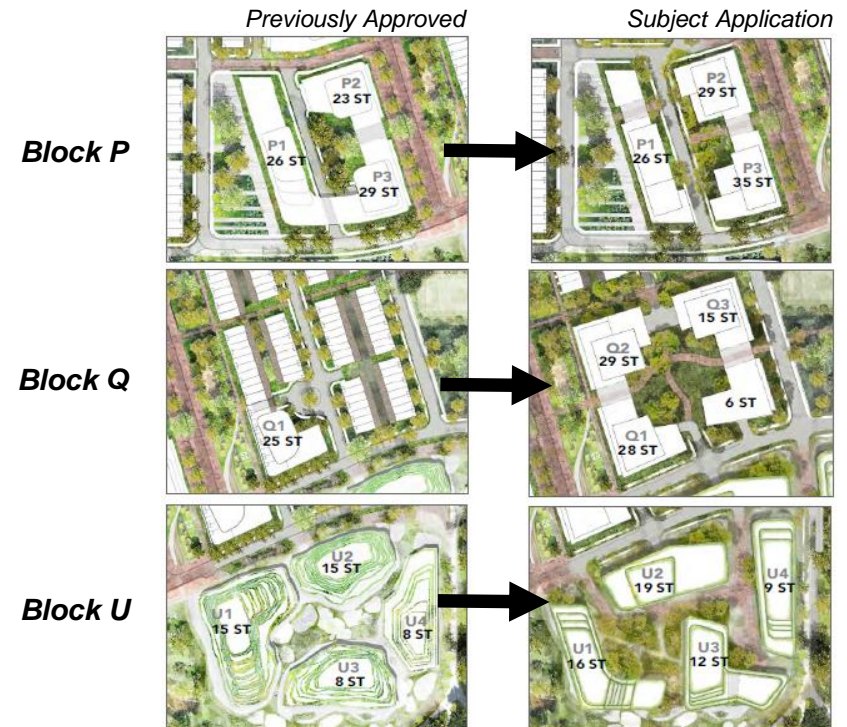 Previously Approved
Subject Application
Block P
P2
23 ST
P1
26 ST
P3
29 ST
P2
29 ST
P1
26 ST
P3
35 ST
Block Q
Q1
25 ST
Q3
15 ST
Q2
29 ST
6 ST
Q1
28 ST
Block U
U2
15 ST
U1
15 ST
U4
8 ST
U3
8 ST
U2
19 ST
U4
9 ST
U1
16 ST
U3
12 ST